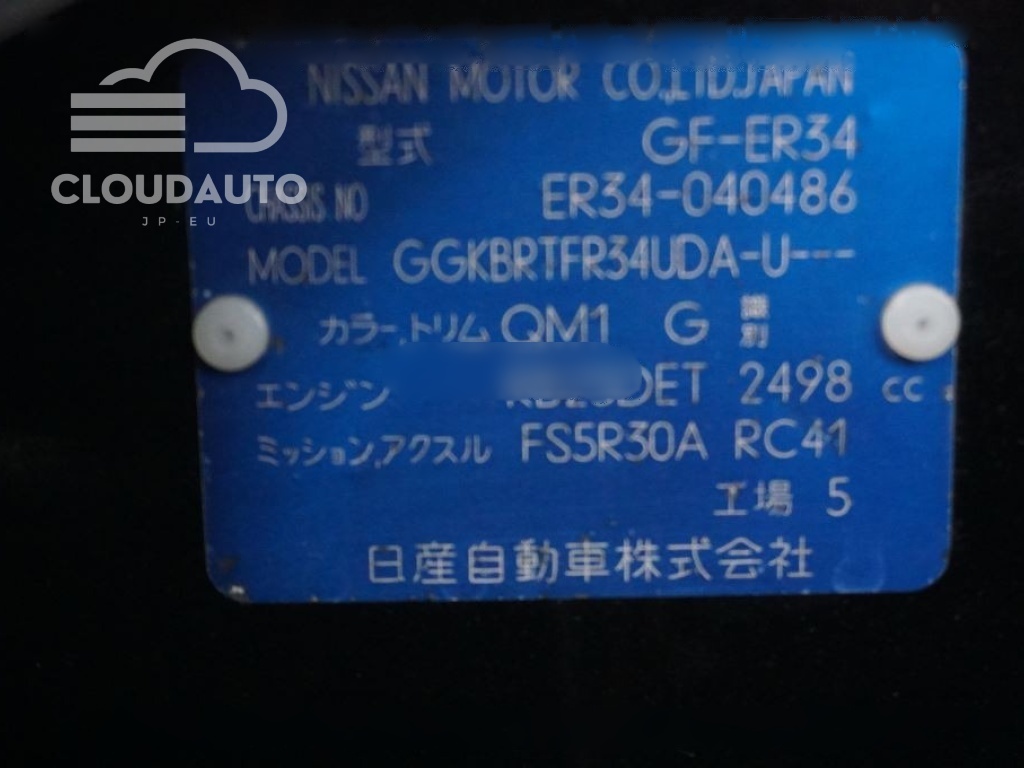 CLOUDAUTO
JP-EU
NISSAN MOTOR CO.,LTD.JAPAN
型式 GF-ER34
CHASSIS NO ER34-040486
MODEL GGKBRTFR34UDA-U---
カラー,トリム QM1 G 識別
エンジン 2498 cc
ミッション,アクスル FS5R30A RC41
工場 5
日産自動車株式会社